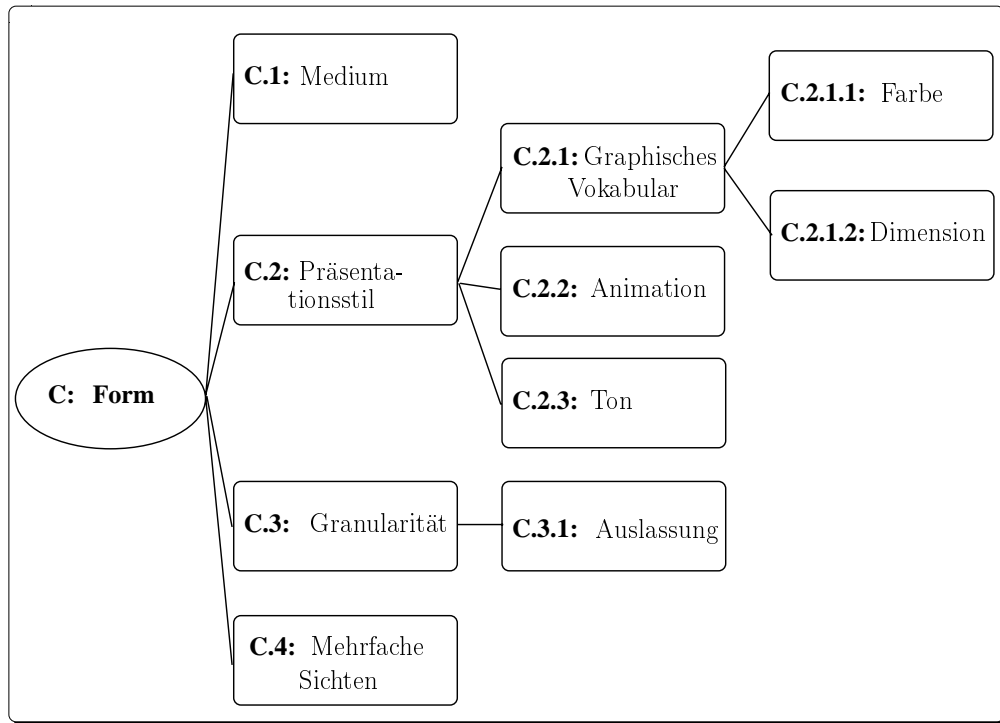 C.1: Medium
C.2.1.1: Farbe
C.2.1: Graphisches
Vokabular
C.2.1.2: Dimension
C.2: Präsenta-
tionsstil
C.2.2: Animation
C: Form
C.2.3: Ton
C.3: Granularität
C.3.1: Auslassung
C.4: Mehrfache
Sichten